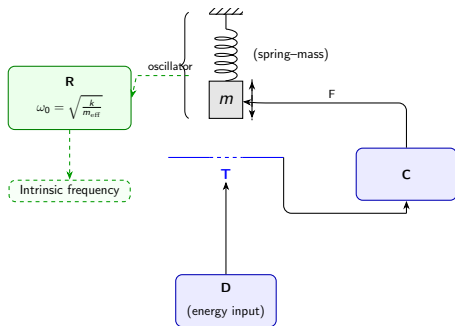 oscillator
(spring–mass)
R
ω₀ = √(k/m_eff)
m
F
Intrinsic frequency
T
C
D
(energy input)